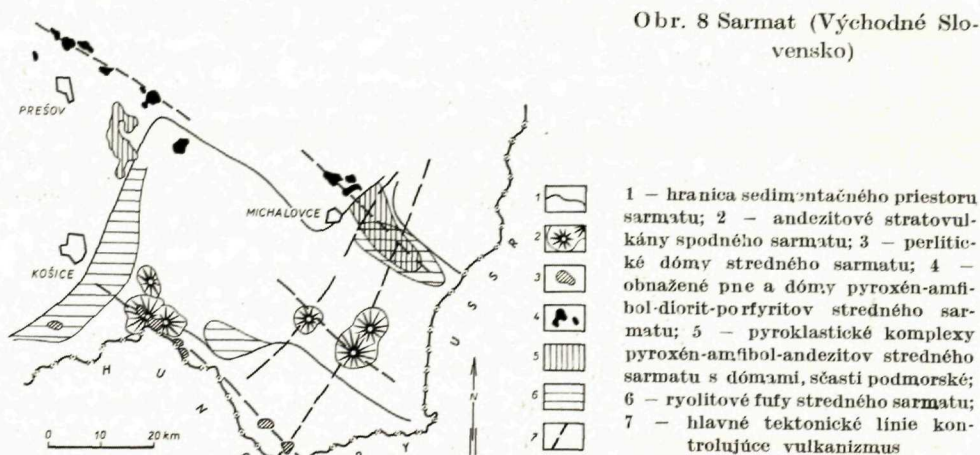 Obr. 8 Sarmat (Východné Slo-
vensko)
PREŠOV
MICHALOVCE
KOŠICE
U S S R
H U N G R Y
N
0 10 20 km
1
2
3
4
5
6
7
1 — hranica sedimentačného priestoru
sarmatu; 2 — andezitové stratovul-
kány spodného sarmatu; 3 — perlitic-
ké dómy stredného sarmatu; 4 —
obnažené pne a dómy pyroxén-amfi-
bol-diorit-porfyritov stredného sar-
matu; 5 — pyroklastické komplexy
pyroxén-amfibol-andezitov stredného
sarmatu s dómami, sčasti podmorské;
6 — ryolitové fufy stredného sarmatu;
7 — hlavné tektonické línie kon-
trolujúce vulkanizmus